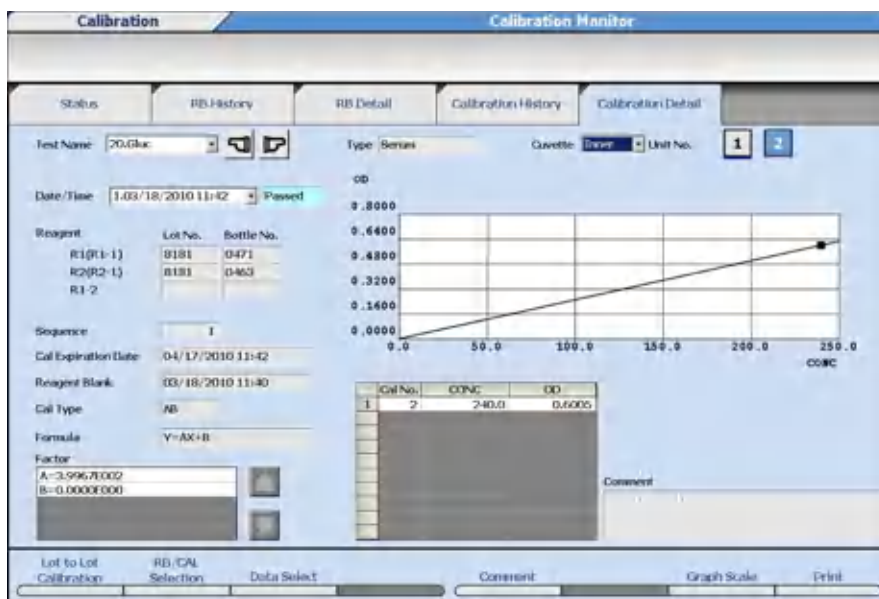 Calibration
Calibration Monitor
Status
RB History
RB Detail
Calibration History
Calibration Detail
Test Name 20.Gluc
Type Serum
Cuvette Inner Unit No. 1 2
Date/Time 1.03/18/2010 11:42 Passed
Reagent Lot No. Bottle No.
R1(R1-1) 8181 0471
R2(R2-1) 8181 0463
R1-2
Sequence 1
Cal Expiration Date 04/17/2010 11:42
Reagent Blank 03/18/2010 11:40
Cal Type AB
Formula Y=AX+B
Factor
A=3.9967E002
B=0.0000E000
OD
0.8000
0.6400
0.4800
0.3200
0.1600
0.0000
0.0 50.0 100.0 150.0 200.0 250.0
CONC
Cal No. CONC OD
1 2 240.0 0.6005
Comment
Lot to Lot Calibration
RB/CAL Selection
Data Select
Comment
Graph Scale
Print